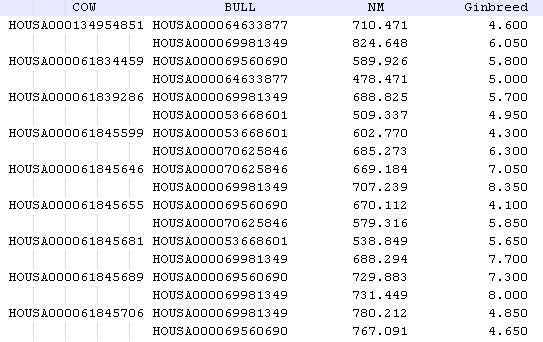 COW BULL NM Ginbreed
HOUSA000134954851 HOUSA000064633877 710.471 4.600
HOUSA000069981349 824.648 6.050
HOUSA000061834459 HOUSA000069560690 589.926 5.800
HOUSA000064633877 478.471 5.000
HOUSA000061839286 HOUSA000069981349 688.825 5.700
HOUSA000053668601 509.337 4.950
HOUSA000061845599 HOUSA000053668601 602.770 4.300
HOUSA000070625846 685.273 6.300
HOUSA000061845646 HOUSA000070625846 669.184 7.050
HOUSA000069981349 707.239 8.350
HOUSA000061845655 HOUSA000069560690 670.112 4.100
HOUSA000070625846 579.316 5.850
HOUSA000061845681 HOUSA000053668601 538.849 5.650
HOUSA000069981349 688.294 7.700
HOUSA000061845689 HOUSA000069560690 729.883 7.300
HOUSA000069981349 731.449 8.000
HOUSA000061845706 HOUSA000069981349 780.212 4.850
HOUSA000069560690 767.091 4.650